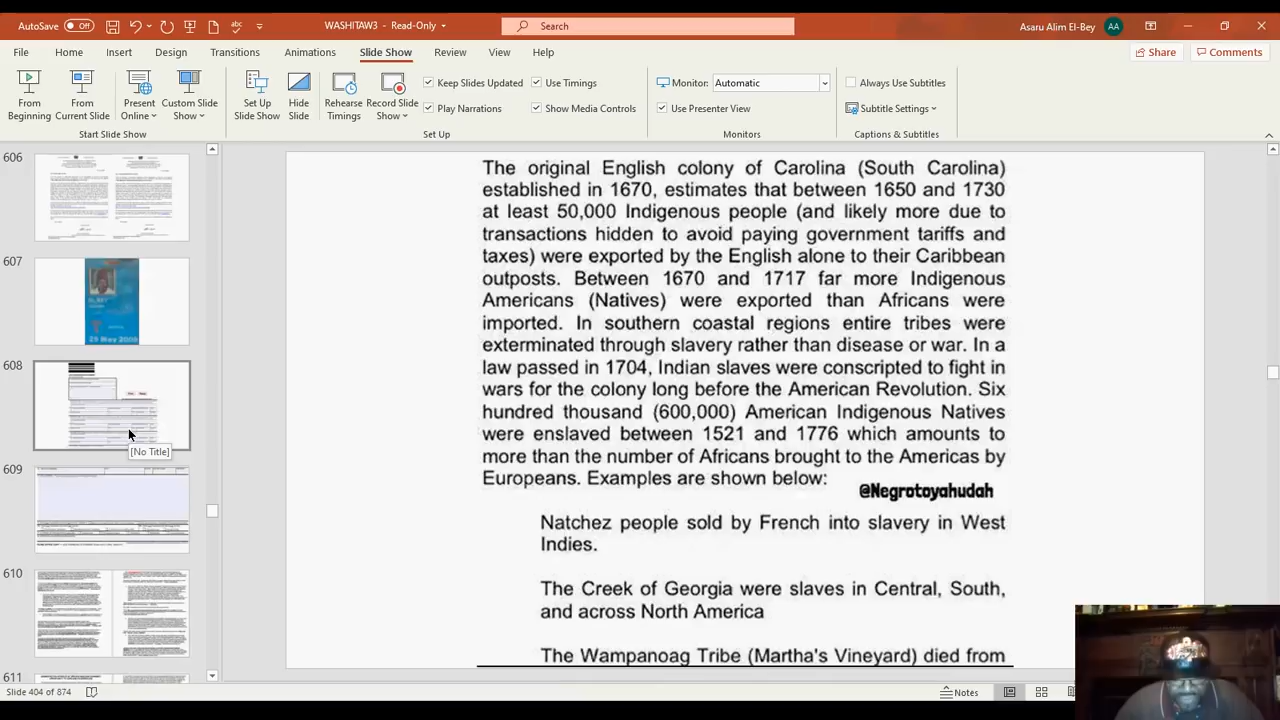 AutoSave Off
WASHITAW3 - Read-Only
Search
Asaru Alim El-Bey AA
File Home Insert Design Transitions Animations Slide Show Review View Help
Share Comments
From Beginning
From Current Slide
Present Online
Custom Slide Show
Set Up Slide Show
Hide Slide
Rehearse Timings
Record Slide Show
Keep Slides Updated
Play Narrations
Use Timings
Show Media Controls
Monitor: Automatic
Use Presenter View
Always Use Subtitles
Subtitle Settings
Start Slide Show
Set Up
Monitors
Captions & Subtitles
606
607
29 May 2008
608
[No Title]
609
610
611
The original English colony of Carolina (South Carolina)
established in 1670, estimates that between 1650 and 1730
at least 50,000 Indigenous people (and likely more due to
transactions hidden to avoid paying government tariffs and
taxes) were exported by the English alone to their Caribbean
outposts. Between 1670 and 1717 far more Indigenous
Americans (Natives) were exported than Africans were
imported. In southern coastal regions entire tribes were
exterminated through slavery rather than disease or war. In a
law passed in 1704, Indian slaves were conscripted to fight in
wars for the colony long before the American Revolution. Six
hundred thousand (600,000) American Indigenous Natives
were enslaved between 1521 and 1776 which amounts to
more than the number of Africans brought to the Americas by
Europeans. Examples are shown below:
@Negrotoyahudah
Natchez people sold by French into slavery in West
Indies.
The Creek of Georgia were slaves in Central, South,
and across North America
The Wampanoag Tribe (Martha's Vineyard) died from
Slide 404 of 874
Notes